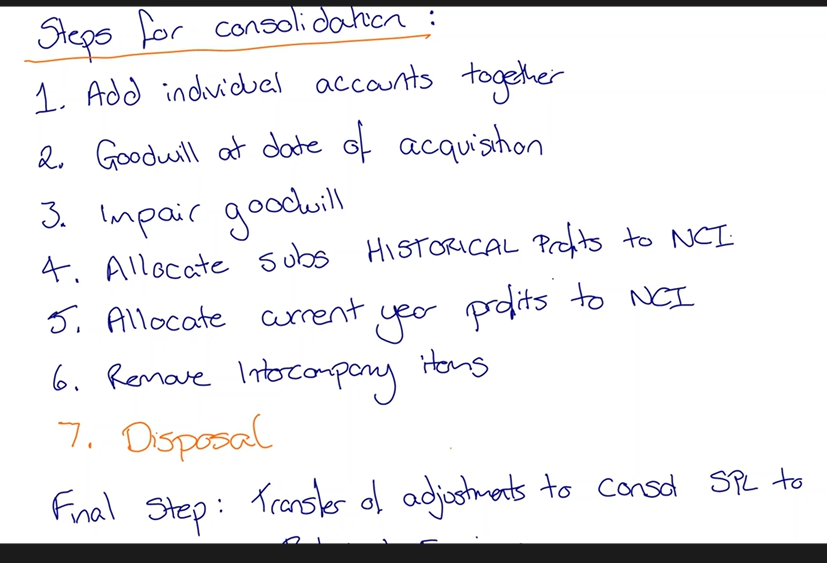 Steps for consolidation :
1. Add individual accounts together
2. Goodwill at date of acquisition
3. Impair goodwill
4. Allocate subs HISTORICAL Profits to NCI
5. Allocate current year profits to NCI
6. Remove Intercompany items
7. Disposal
Final Step: Transfer of adjustments to consol SPL to